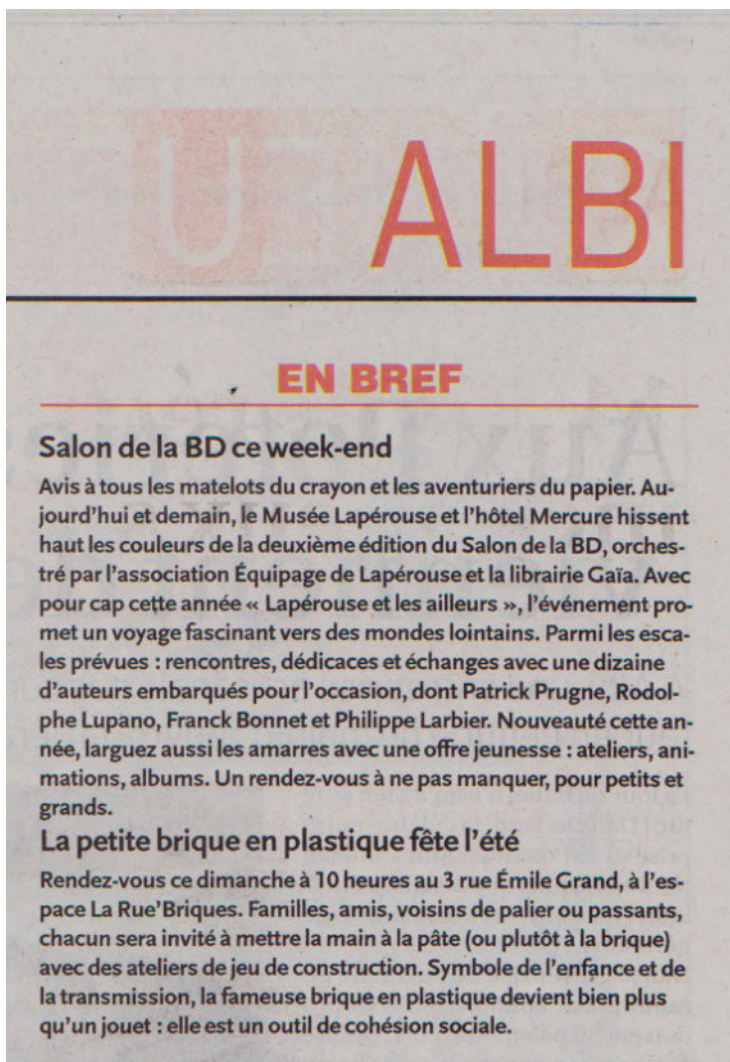 ALBI
EN BREF
Salon de la BD ce week-end
Avis à tous les matelots du crayon et les aventuriers du papier. Au-
jourd'hui et demain, le Musée Lapérouse et l'hôtel Mercure hissent
haut les couleurs de la deuxième édition du Salon de la BD, orches-
tré par l'association Équipage de Lapérouse et la librairie Gaïa. Avec
pour cap cette année « Lapérouse et les ailleurs », l'événement pro-
met un voyage fascinant vers des mondes lointains. Parmi les esca-
les prévues : rencontres, dédicaces et échanges avec une dizaine
d'auteurs embarqués pour l'occasion, dont Patrick Prugne, Rodol-
phe Lupano, Franck Bonnet et Philippe Larbier. Nouveauté cette an-
née, larguez aussi les amarres avec une offre jeunesse : ateliers, ani-
mations, albums. Un rendez-vous à ne pas manquer, pour petits et
grands.
La petite brique en plastique fête l'été
Rendez-vous ce dimanche à 10 heures au 3 rue Émile Grand, à l'es-
pace La Rue'Briques. Familles, amis, voisins de palier ou passants,
chacun sera invité à mettre la main à la pâte (ou plutôt à la brique)
avec des ateliers de jeu de construction. Symbole de l'enfance et de
la transmission, la fameuse brique en plastique devient bien plus
qu'un jouet : elle est un outil de cohésion sociale.